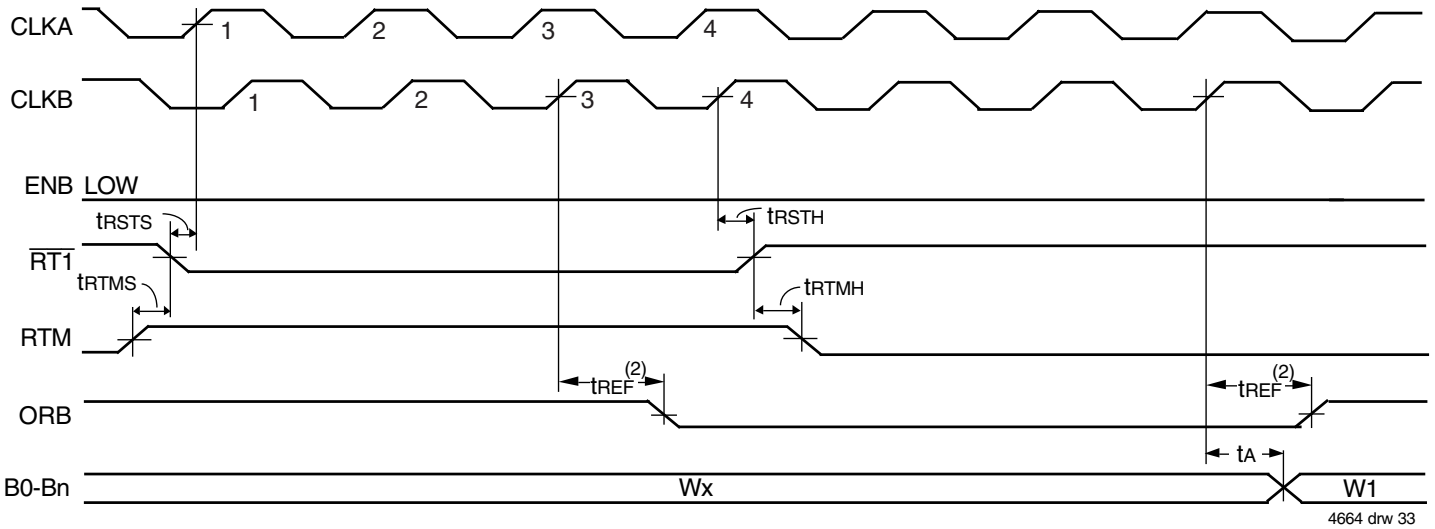 CLKA 1 2 3 4
CLKB 1 2 3 4
ENB LOW
tRSTS tRSTH
RT1
tRTMS tRTMH
RTM
tREF(2) tREF(2)
ORB
tA
B0-Bn Wx W1
4664 drw 33